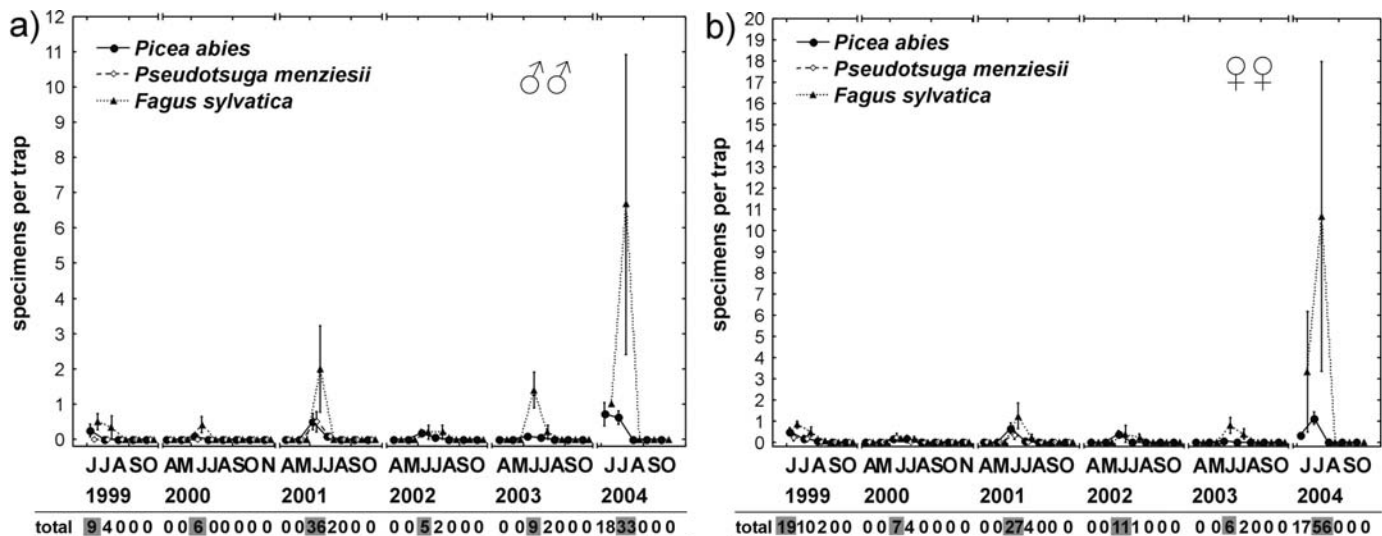 a)
12
11
10
9
8
7
6
5
4
3
2
1
0
specimens per trap
Picea abies
Pseudotsuga menziesii
Fagus sylvatica
♂♂
JJASO AMJJASON AMJJASO AMJJASO AMJJASO JJASO
1999 2000 2001 2002 2003 2004
total 9 4 0 0 0 0 0 6 0 0 0 0 0 0 0 36 2 0 0 0 0 0 5 2 0 0 0 0 0 9 2 0 0 0 18 33 0 0 0
b)
20
19
18
17
16
15
14
13
12
11
10
9
8
7
6
5
4
3
2
1
0
specimens per trap
Picea abies
Pseudotsuga menziesii
Fagus sylvatica
♀♀
JJASO AMJJASON AMJJASO AMJJASO AMJJASO JJASO
1999 2000 2001 2002 2003 2004
total 19 10 2 0 0 0 0 7 4 0 0 0 0 0 0 27 4 0 0 0 0 0 11 1 0 0 0 0 0 6 2 0 0 0 17 56 0 0 0